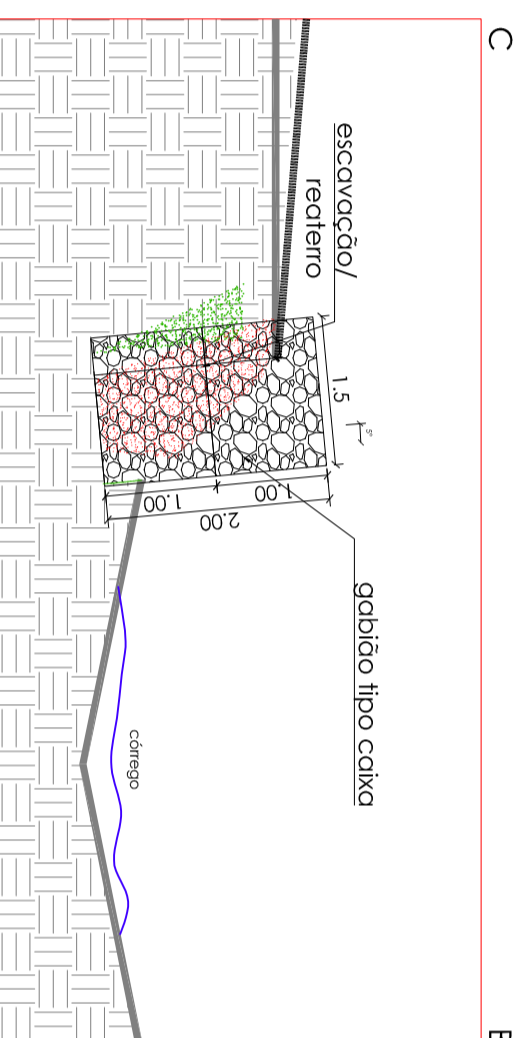 C
escavação/
reaterro
1.5
5°
1.00
1.00
2.00
gabião tipo caixa
córrego